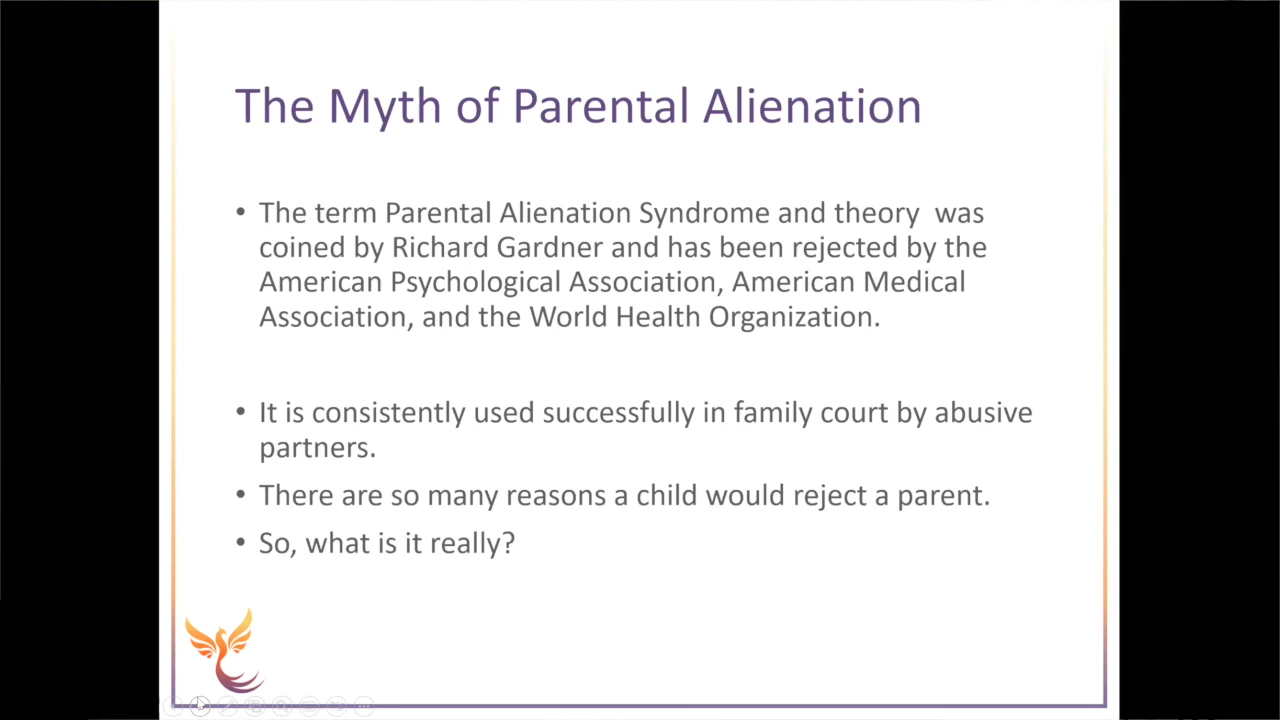 The Myth of Parental Alienation
• The term Parental Alienation Syndrome and theory  was
coined by Richard Gardner and has been rejected by the
American Psychological Association, American Medical
Association, and the World Health Organization.
• It is consistently used successfully in family court by abusive
partners.
• There are so many reasons a child would reject a parent.
• So, what is it really?